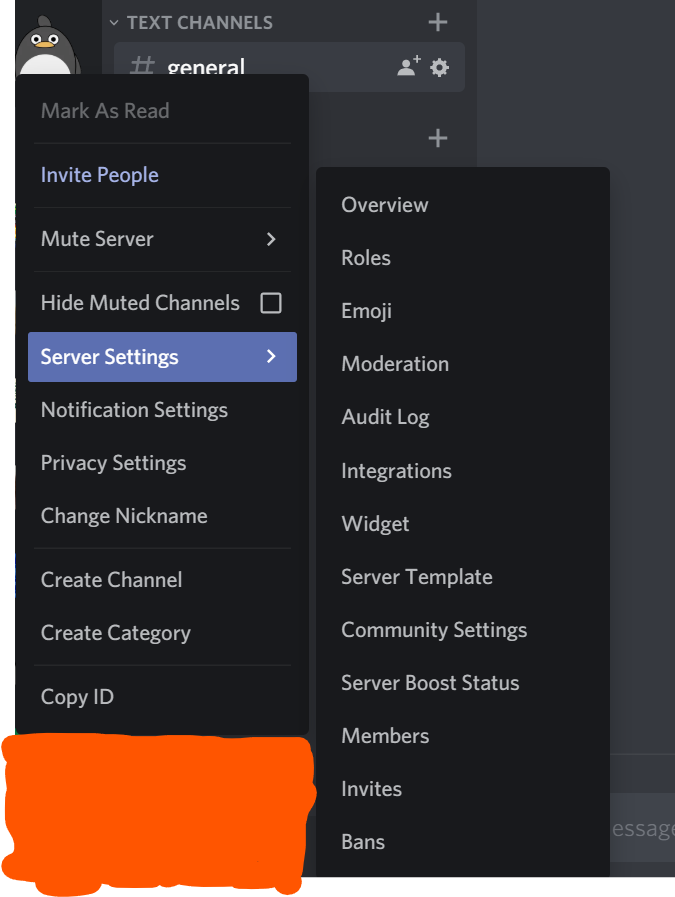 TEXT CHANNELS
general
Mark As Read
Invite People
Mute Server
Hide Muted Channels
Server Settings
Notification Settings
Privacy Settings
Change Nickname
Create Channel
Create Category
Copy ID
Overview
Roles
Emoji
Moderation
Audit Log
Integrations
Widget
Server Template
Community Settings
Server Boost Status
Members
Invites
Bans
essage